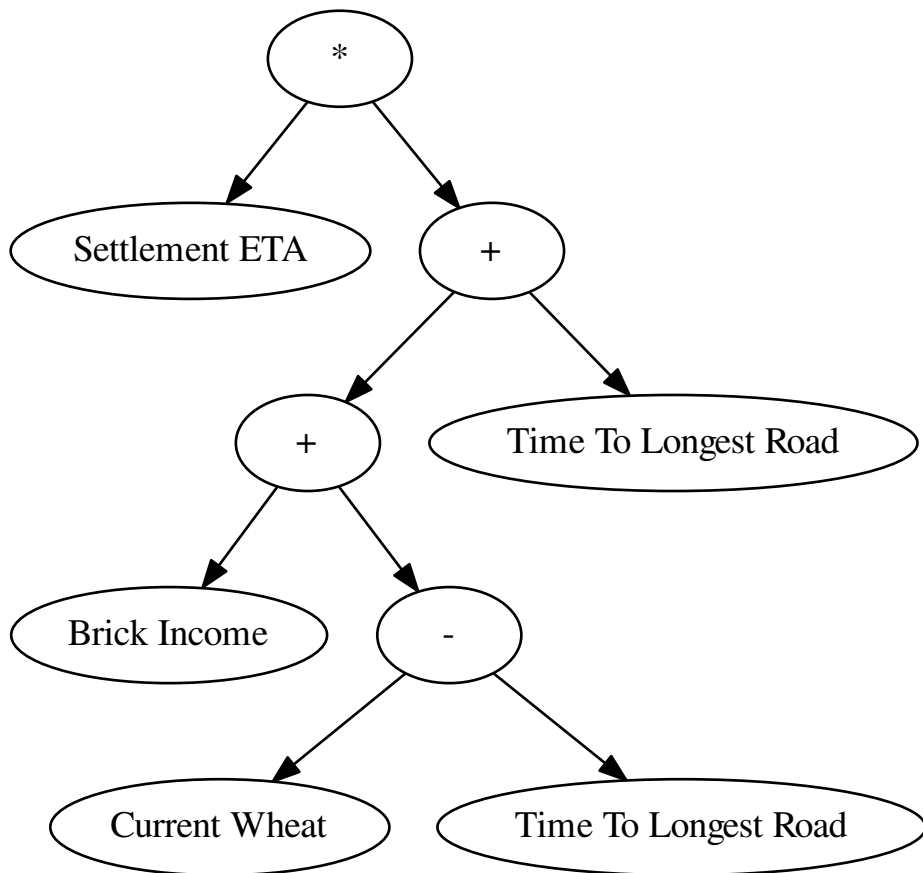 *
Settlement ETA
+
+
Time To Longest Road
Brick Income
-
Current Wheat
Time To Longest Road